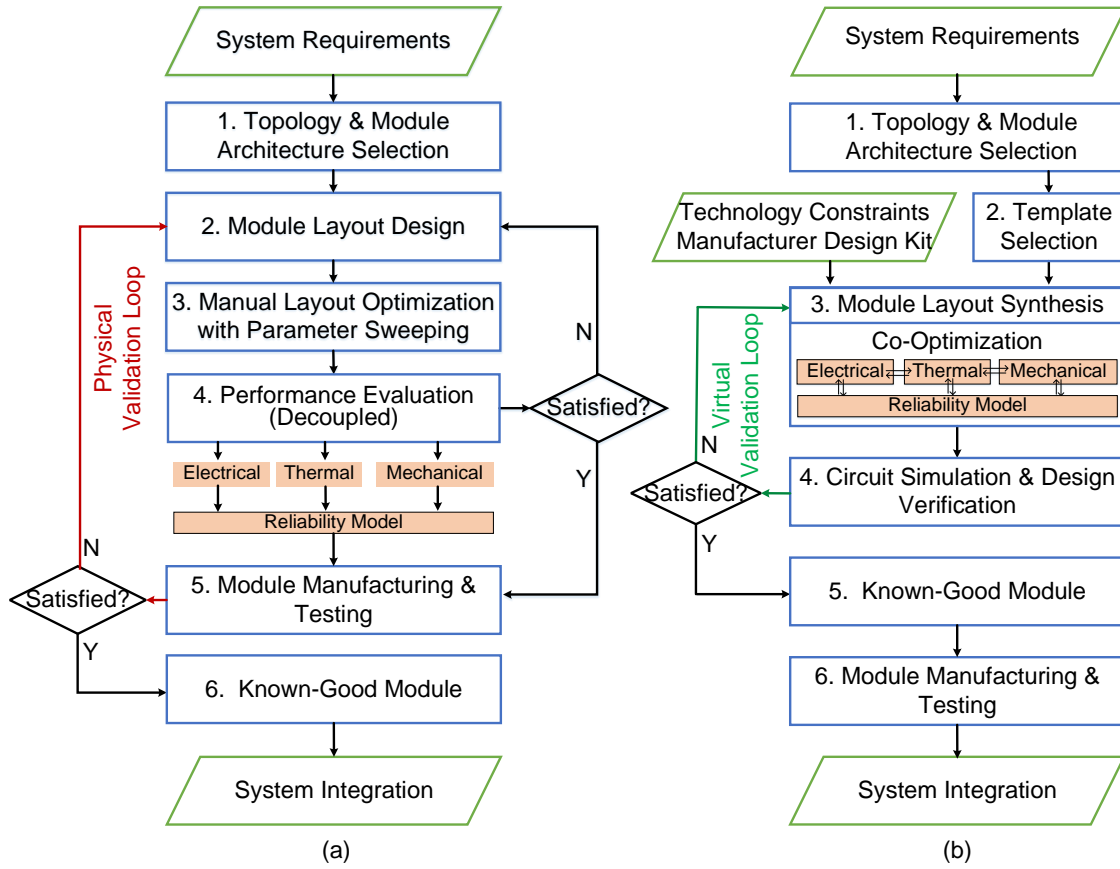 System Requirements
1. Topology & Module
Architecture Selection
2. Module Layout Design
3. Manual Layout Optimization
with Parameter Sweeping
4. Performance Evaluation
(Decoupled)
Electrical
Thermal
Mechanical
Reliability Model
5. Module Manufacturing &
Testing
6. Known-Good Module
System Integration
Physical
Validation Loop
N
Satisfied?
Y
N
Satisfied?
Y
(a)
System Requirements
1. Topology & Module
Architecture Selection
Technology Constraints
Manufacturer Design Kit
2. Template
Selection
3. Module Layout Synthesis
Co-Optimization
Electrical
Thermal
Mechanical
Reliability Model
Virtual
Validation Loop
N
Satisfied?
Y
4. Circuit Simulation & Design
Verification
5. Known-Good Module
6. Module Manufacturing &
Testing
System Integration
(b)